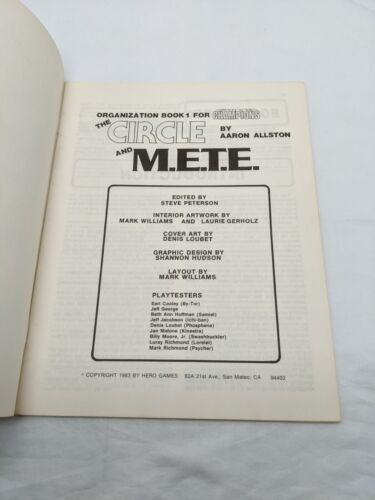 ORGANIZATION BOOK 1 FOR CHAMPIONS
THE CIRCLE BY AARON ALLSTON
AND M.E.T.E.
EDITED BY
STEVE PETERSON
INTERIOR ARTWORK BY
MARK WILLIAMS AND LAURIE GERHOLZ
COVER ART BY
DENIS LOUBET
GRAPHIC DESIGN BY
SHANNON HUDSON
LAYOUT BY
MARK WILLIAMS
PLAYTESTERS
Earl Cooley (By-Tor)
Jeff George
Beth Ann Huffman (Samiel)
Jeff Jacobson (Ichi-ban)
Denis Loubet (Phosphene)
Jan Malone (Kinestra)
Billy Moore, Jr. (Swashbuckler)
Luray Richmond (Lorelei)
Mark Richmond (Psycher)
COPYRIGHT 1983 BY HERO GAMES 92A 21st Ave., San Mateo, CA 94402